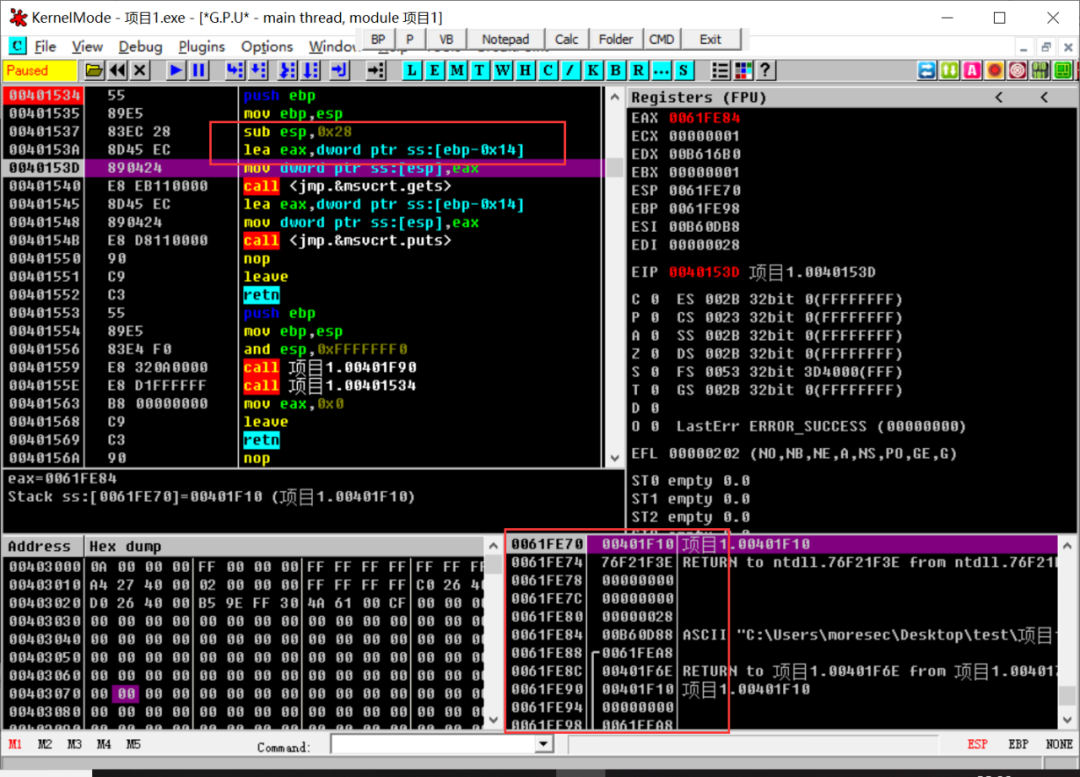 KernelMode - 项目1.exe - [*G.P.U* - main thread, module 项目1]
BP P VB Notepad Calc Folder CMD Exit
C File View Debug Plugins Options Window
Paused L E M T W H C / K B R ... S ?
00401534 55 push ebp
00401535 89E5 mov ebp,esp
00401537 83EC 28 sub esp,0x28
0040153A 8D45 EC lea eax,dword ptr ss:[ebp-0x14]
0040153D 890424 mov dword ptr ss:[esp],eax
00401540 E8 EB110000 call <jmp.&msvcrt.gets>
00401545 8D45 EC lea eax,dword ptr ss:[ebp-0x14]
00401548 890424 mov dword ptr ss:[esp],eax
0040154B E8 D8110000 call <jmp.&msvcrt.puts>
00401550 90 nop
00401551 C9 leave
00401552 C3 retn
00401553 55 push ebp
00401554 89E5 mov ebp,esp
00401556 83E4 F0 and esp,0xFFFFFFF0
00401559 E8 320A0000 call 项目1.00401F90
0040155E E8 D1FFFFFF call 项目1.00401534
00401563 B8 00000000 mov eax,0x0
00401568 C9 leave
00401569 C3 retn
0040156A 90 nop
eax=0061FE84
Stack ss:[0061FE70]=00401F10 (项目1.00401F10)
Registers (FPU) < <
EAX 0061FE84
ECX 00000001
EDX 00B616B0
EBX 00000001
ESP 0061FE70
EBP 0061FE98
ESI 00B60DB8
EDI 00000028
EIP 0040153D 项目1.0040153D
C 0 ES 002B 32bit 0(FFFFFFFF)
P 0 CS 0023 32bit 0(FFFFFFFF)
A 0 SS 002B 32bit 0(FFFFFFFF)
Z 0 DS 002B 32bit 0(FFFFFFFF)
S 0 FS 0053 32bit 3D4000(FFF)
T 0 GS 002B 32bit 0(FFFFFFFF)
D 0
O 0 LastErr ERROR_SUCCESS (00000000)
EFL 00000202 (NO,NB,NE,A,NS,PO,GE,G)
ST0 empty 0.0
ST1 empty 0.0
ST2 empty 0.0
Address Hex dump
00403000 0A 00 00 00 FF 00 00 00 FF FF FF FF FF FF FF
00403010 A4 27 40 00 02 00 00 00 FF FF FF FF C0 26
00403020 D0 26 40 00 B5 9E FF 30 4A 61 00 CF 00 00 00
00403030 00 00 00 00 00 00 00 00 00 00 00 00 00 00 00
00403040 00 00 00 00 00 00 00 00 00 00 00 00 00 00 00
00403050 00 00 00 00 00 00 00 00 00 00 00 00 00 00 00
00403060 00 00 00 00 00 00 00 00 00 00 00 00 00 00 00
00403070 00 00 00 00 00 00 00 00 00 00 00 00 00 00 00
00403080 00 00 00 00 00 00 00 00 00 00 00 00 00 00 00
0061FE70 00401F10 项目1.00401F10
0061FE74 76F21F3E RETURN to ntdll.76F21F3E from ntdll.76F21
0061FE78 00000000
0061FE7C 00000000
0061FE80 00000028
0061FE84 00B60D88 ASCII "C:\Users\moresec\Desktop\test\项目
0061FE88 0061FEA8
0061FE8C 00401F6E RETURN to 项目1.00401F6E from 项目1.00401
0061FE90 00401F10 项目1.00401F10
0061FE94 00000000
0061FE98 0061FEA8
M1 M2 M3 M4 M5 Command: ESP EBP NONE